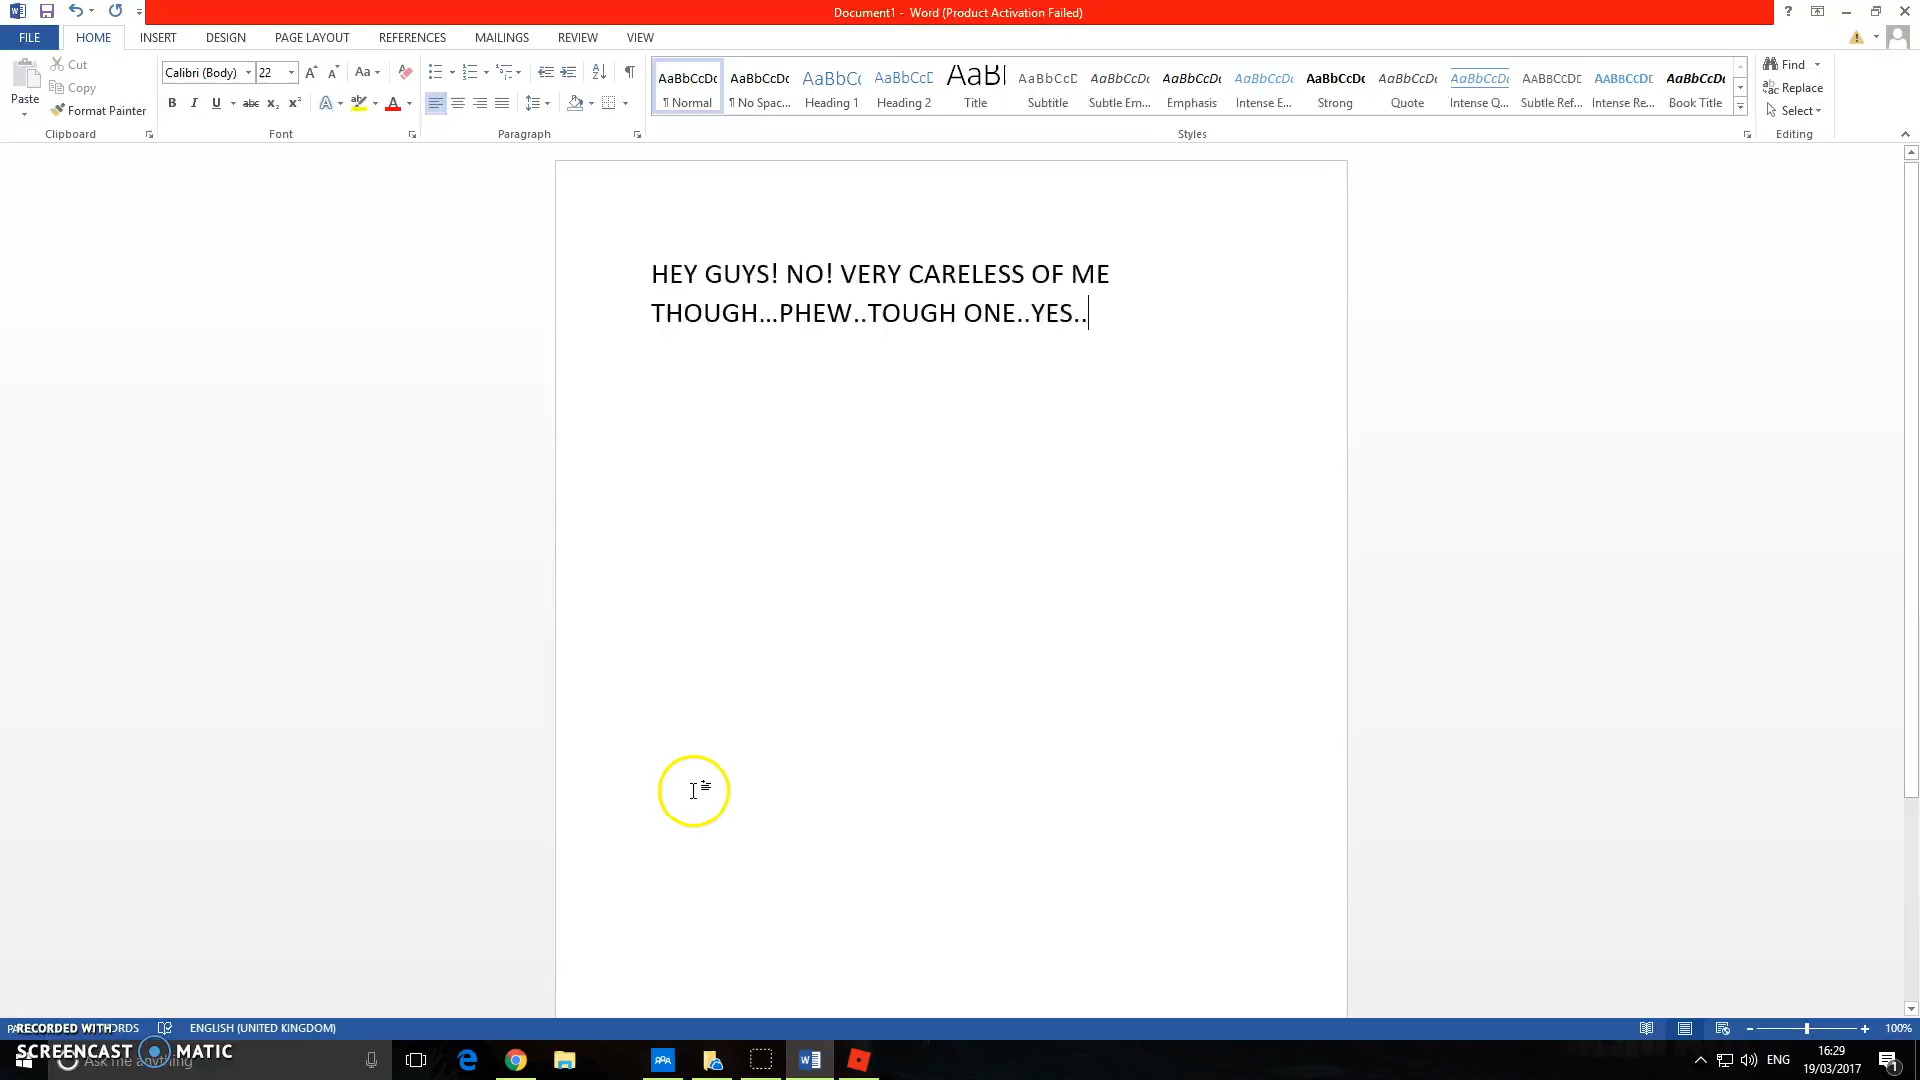 Document1 - Word (Product Activation Failed)
FILE HOME INSERT DESIGN PAGE LAYOUT REFERENCES MAILINGS REVIEW VIEW
Cut
Copy
Format Painter
Paste
Clipboard
Calibri (Body) 22
Font
Paragraph
AaBbCcDc AaBbCcDc AaBbCc AaBbCcD AaBl AaBbCcD AaBbCcDc AaBbCcDc AaBbCcDc AaBbCcDc AaBbCcDc AaBbCcDc AABBCCDE AABBCCDE AaBbCcDc
¶ Normal ¶ No Spac... Heading 1 Heading 2 Title Subtitle Subtle Em... Emphasis Intense E... Strong Quote Intense Q... Subtle Ref... Intense Re... Book Title
Styles
Find
Replace
Select
Editing
HEY GUYS! NO! VERY CARELESS OF ME
THOUGH…PHEW..TOUGH ONE..YES..
RECORDED WITH
SCREENCAST MATIC
ENGLISH (UNITED KINGDOM)
100%
Ask me anything
ENG
16:29
19/03/2017